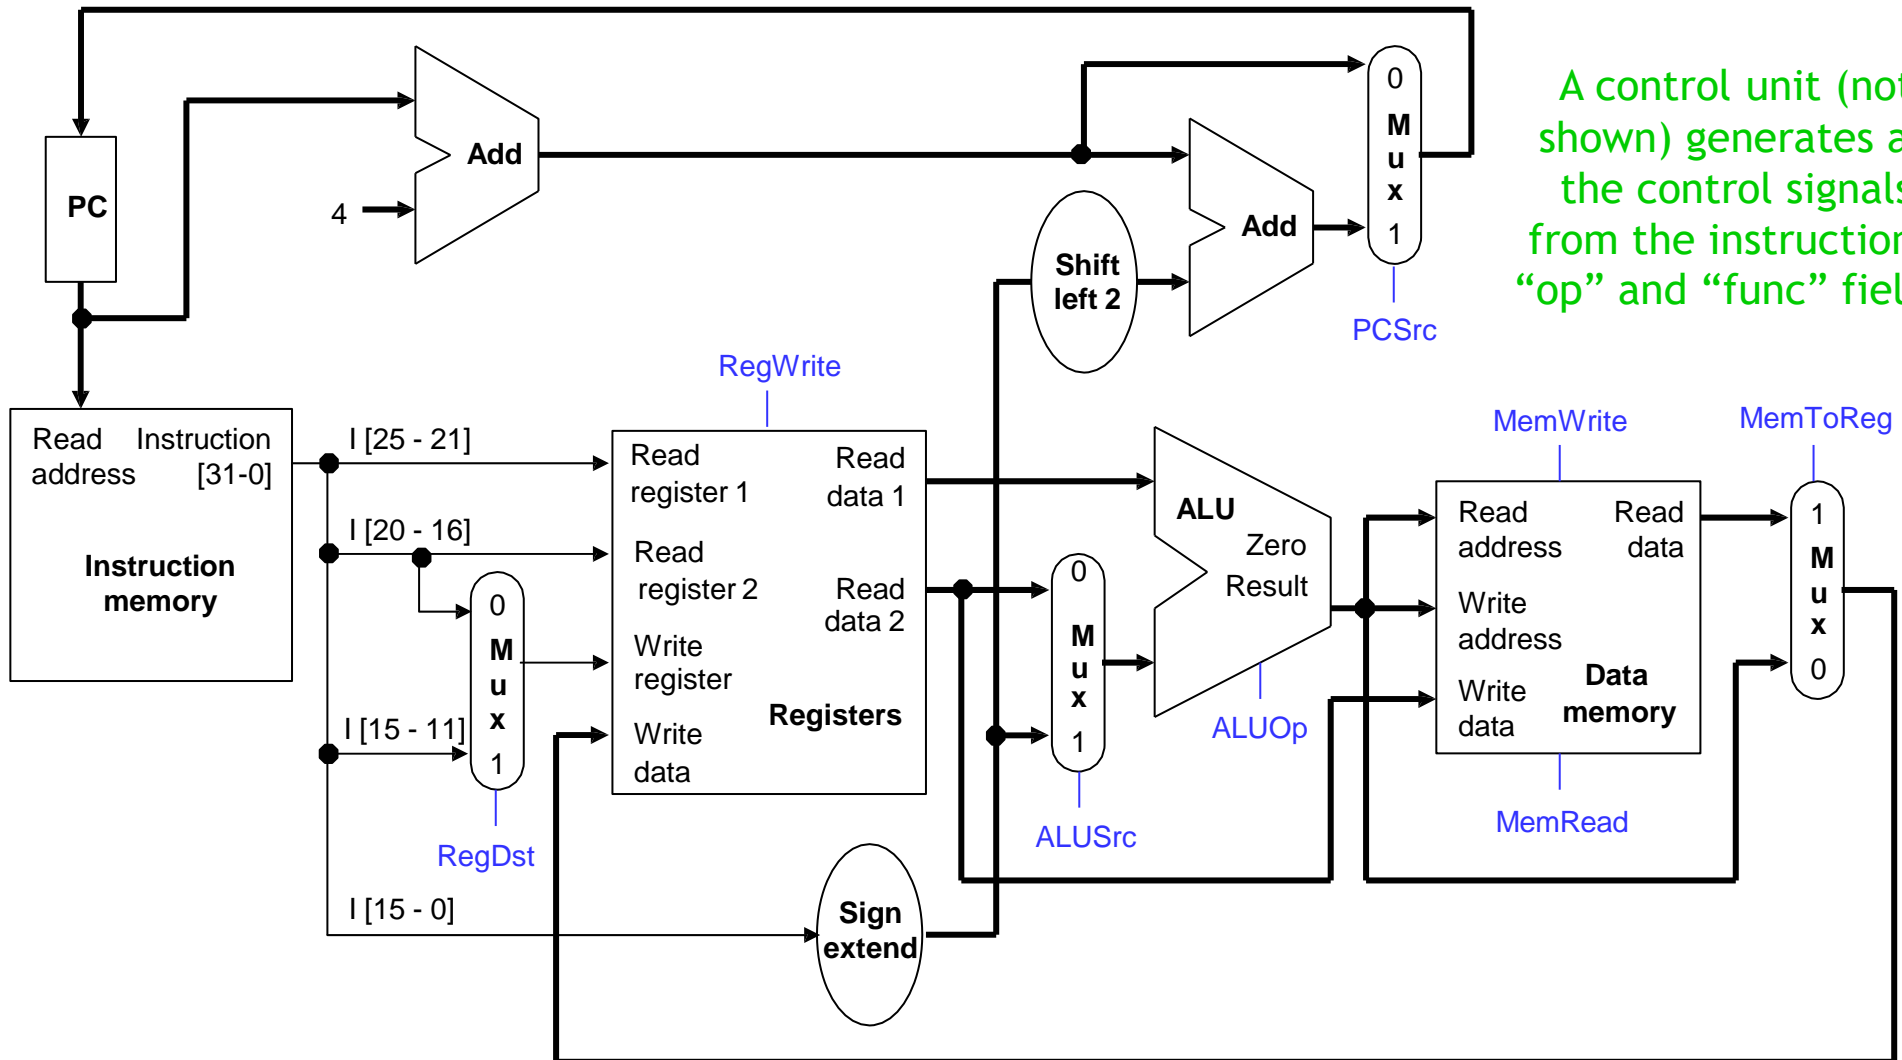 0
M
u
x
1
PCSrc
A control unit (not
shown) generates a
the control signals
from the instruction
“op” and “func” fiel
PC
4
Add
Add
Shift
left 2
RegWrite
MemWrite
MemToReg
Read
address
Instruction
[31-0]
Instruction
memory
I [25 - 21]
I [20 - 16]
I [15 - 11]
I [15 - 0]
0
M
u
x
1
RegDst
Read
register 1
Read
data 1
Read
register 2
Read
data 2
Write
register
Write
data
Registers
Sign
extend
0
M
u
x
1
ALUSrc
ALU
Zero
Result
ALUOp
Read
address
Read
data
Write
address
Write
data
Data
memory
MemRead
1
M
u
x
0